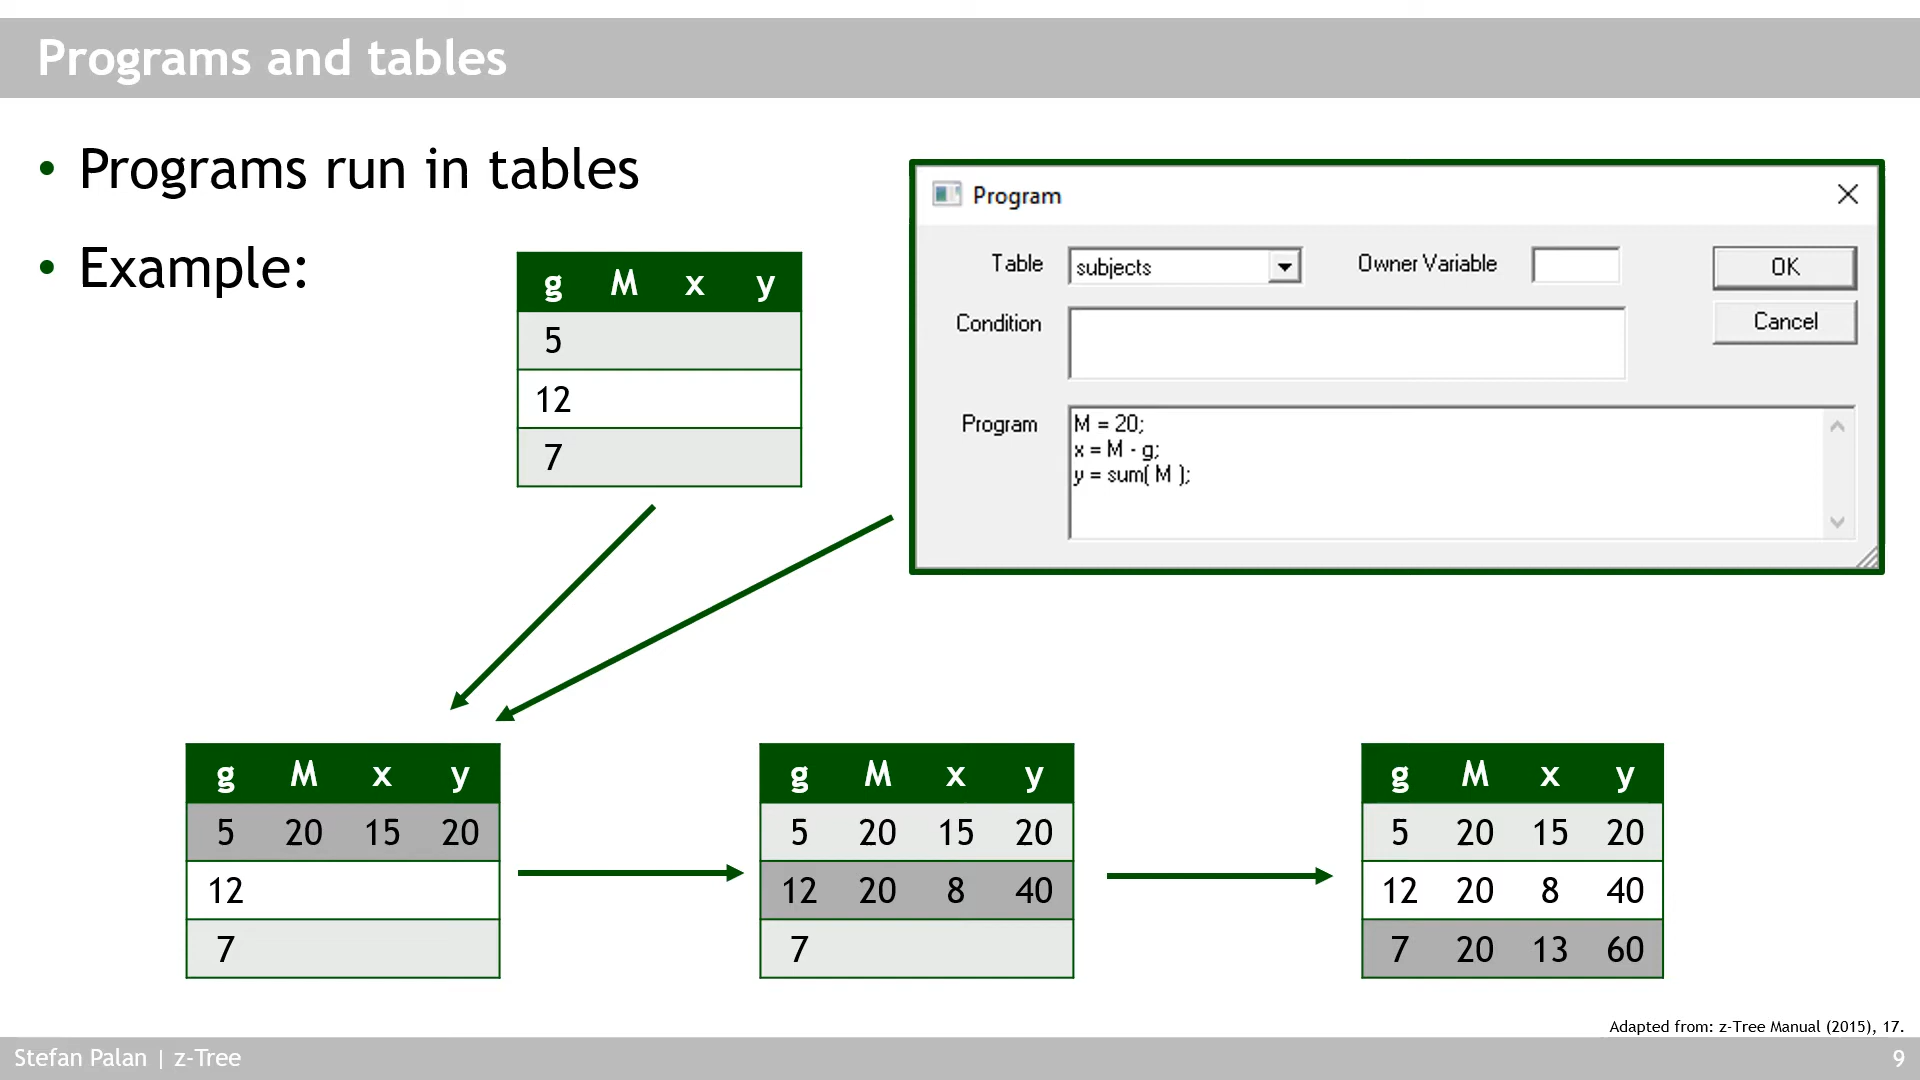 Programs and tables
• Programs run in tables
• Example:
g M x y
5
12
7
Program
Table subjects Owner Variable OK
Condition Cancel
Program M = 20;
x = M - g;
y = sum( M );
g M x y
5 20 15 20
12
7
g M x y
5 20 15 20
12 20 8 40
7
g M x y
5 20 15 20
12 20 8 40
7 20 13 60
Adapted from: z-Tree Manual (2015), 17.
Stefan Palan | z-Tree 9